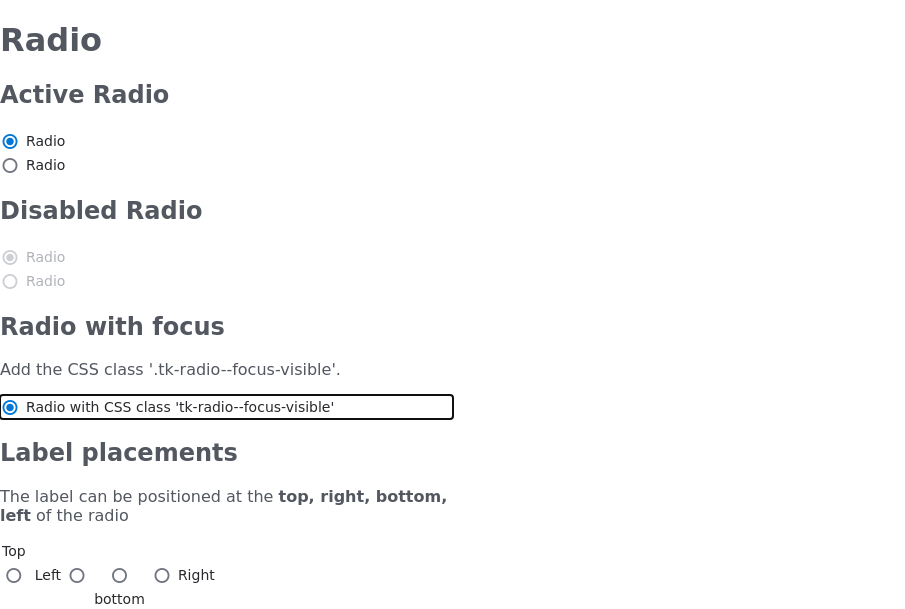 Radio
Active Radio
Radio
Radio
Disabled Radio
Radio
Radio
Radio with focus
Add the CSS class '.tk-radio--focus-visible'.
Radio with CSS class 'tk-radio--focus-visible'
Label placements
The label can be positioned at the top, right, bottom,
left of the radio
Top
Left
Right
bottom